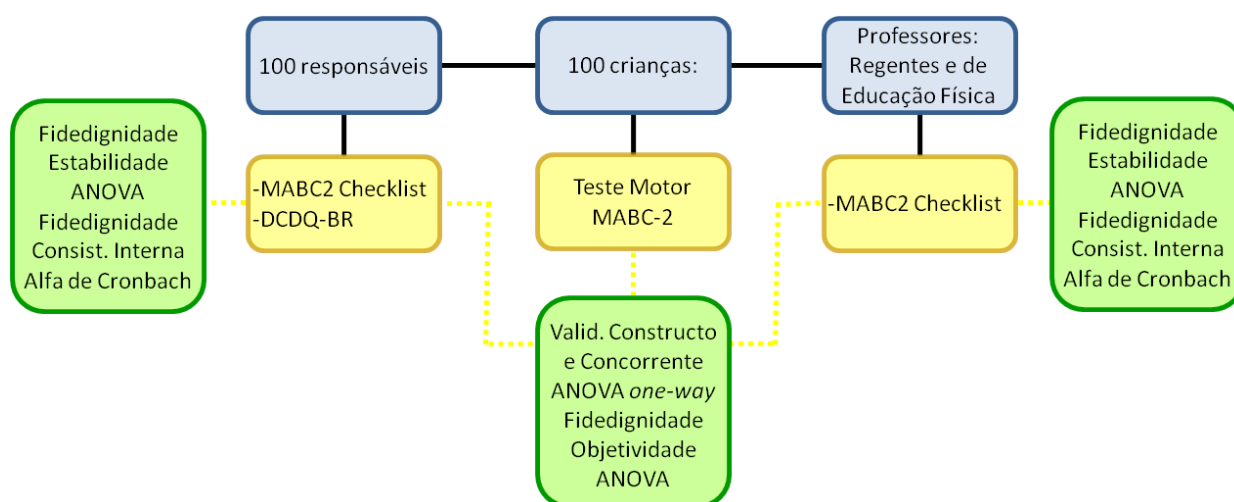 100 responsáveis
100 crianças:
Professores:
Regentes e de
Educação Física
Fidedignidade
Estabilidade
ANOVA
Fidedignidade
Consist. Interna
Alfa de Cronbach
-MABC2 Checklist
-DCDQ-BR
Teste Motor
MABC-2
-MABC2 Checklist
Fidedignidade
Estabilidade
ANOVA
Fidedignidade
Consist. Interna
Alfa de Cronbach
Valid. Constructo
e Concorrente
ANOVA one-way
Fidedignidade
Objetividade
ANOVA